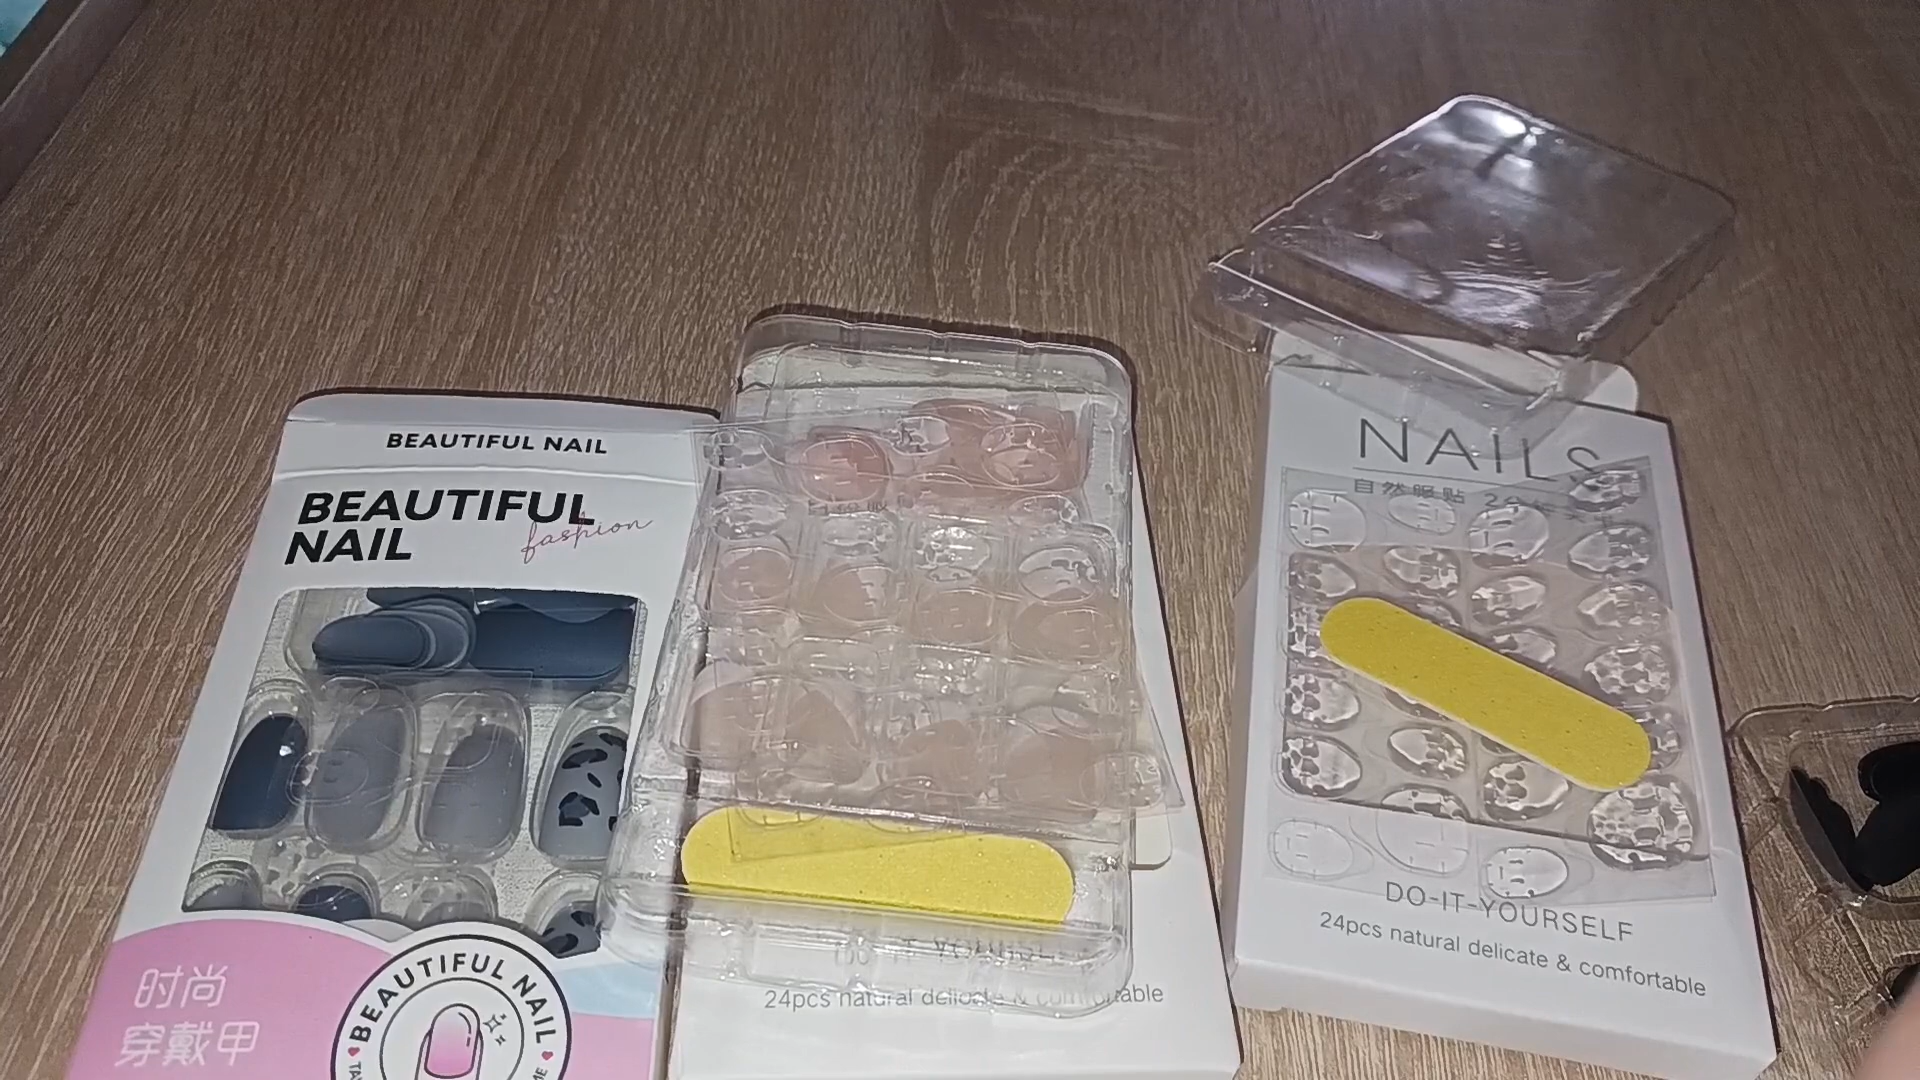 BEAUTIFUL NAIL
BEAUTIFUL
NAIL
fashion
时尚
穿戴甲
BEAUTIFUL NAIL
24pcs natural delicate & comfortable
NAILS
自然服贴
DO-IT-YOURSELF
24pcs natural delicate & comfortable